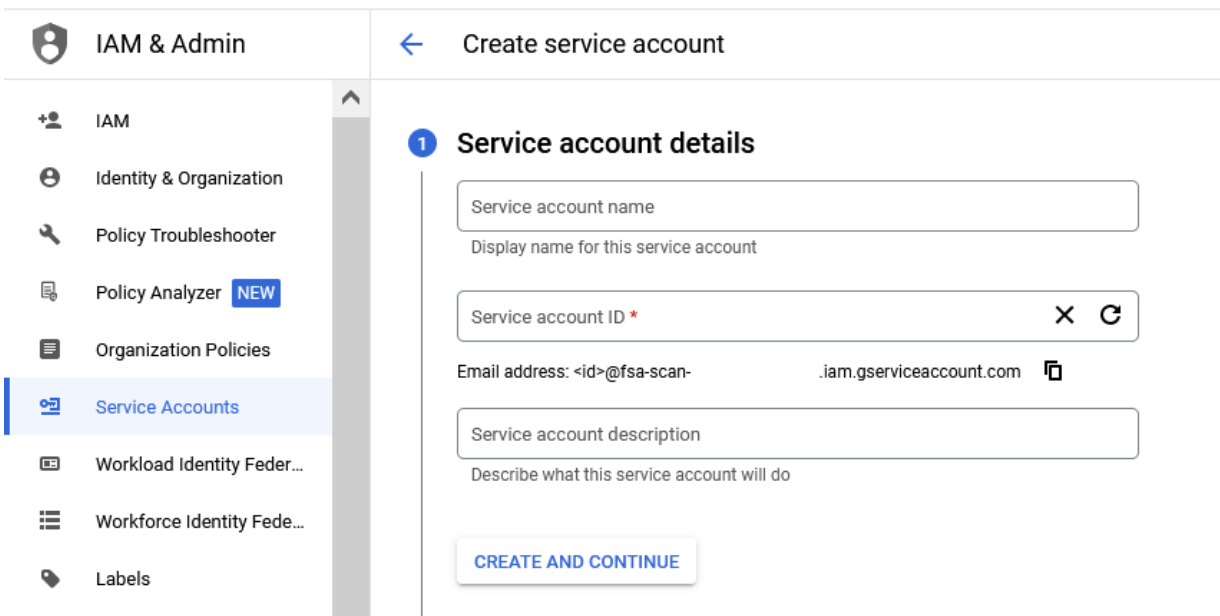 IAM & Admin
Create service account
IAM
Identity & Organization
Policy Troubleshooter
Policy Analyzer NEW
Organization Policies
Service Accounts
Workload Identity Feder...
Workforce Identity Fede...
Labels
1 Service account details
Service account name
Display name for this service account
Service account ID *
Email address: <id>@fsa-scan- .iam.gserviceaccount.com
Service account description
Describe what this service account will do
CREATE AND CONTINUE